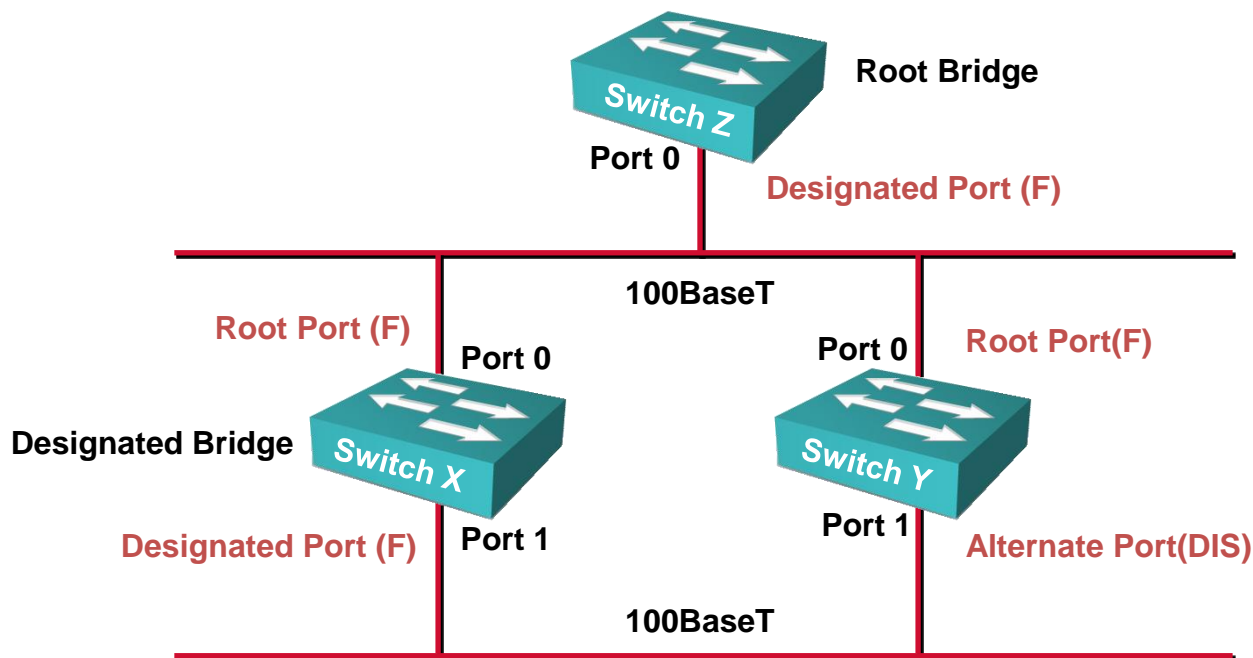 Root Bridge
Switch Z
Port 0
Designated Port (F)
100BaseT
Root Port (F)
Port 0
Port 0
Root Port(F)
Designated Bridge
Switch X
Switch Y
Designated Port (F)
Port 1
Port 1
Alternate Port(DIS)
100BaseT